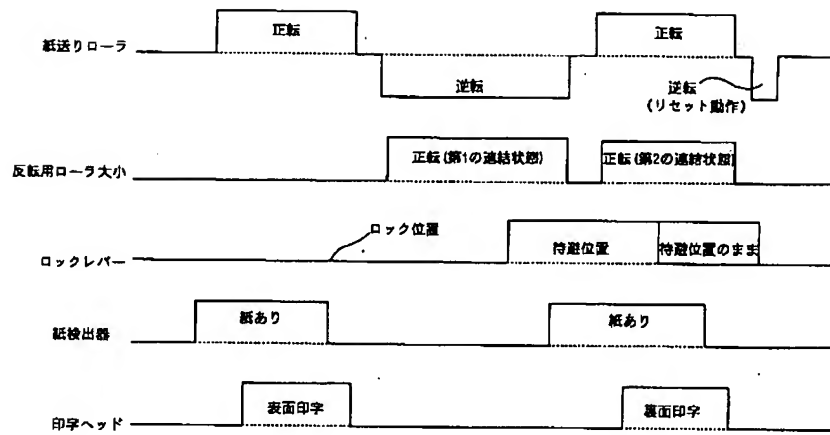 紙送りローラ
正転
逆転
正転
逆転
(リセット動作)
反転用ローラ大小
正転(第1の連結状態)
正転(第2の連結状態)
ロックレバー
ロック位置
待避位置
待避位置のまま
紙検出器
紙あり
紙あり
印字ヘッド
表面印字
裏面印字